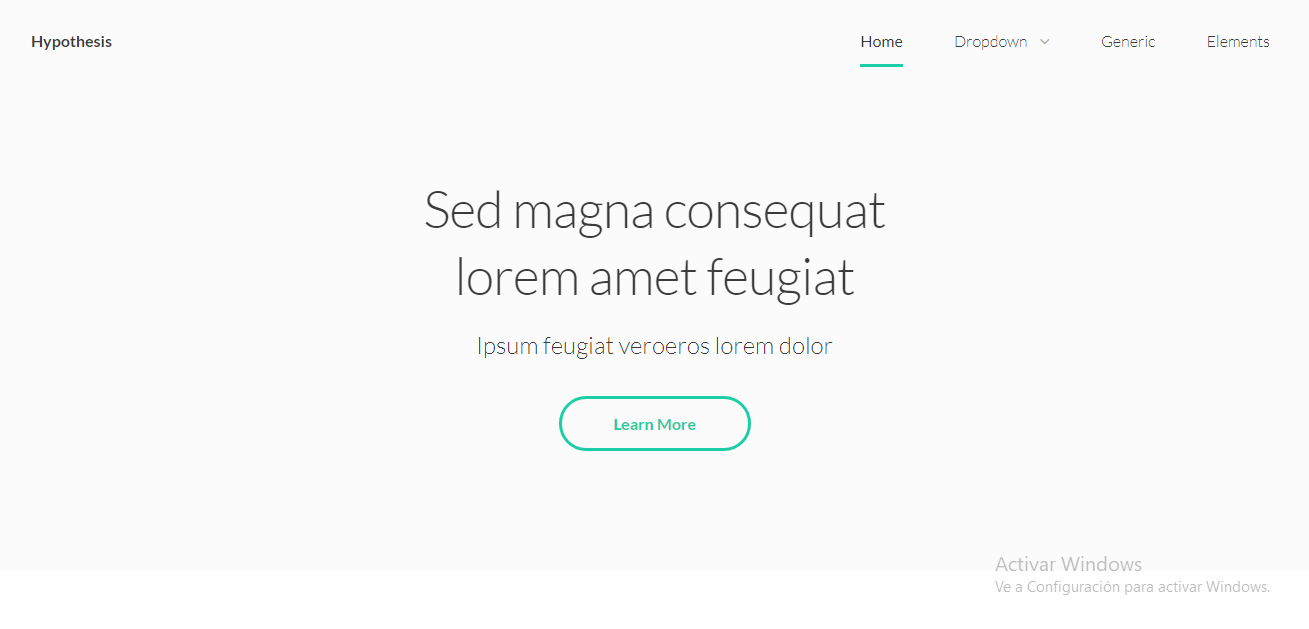 Hypothesis
Home
Dropdown
Generic
Elements
Sed magna consequat
lorem amet feugiat
Ipsum feugiat veroeros lorem dolor
Learn More
Activar Windows
Ve a Configuración para activar Windows.